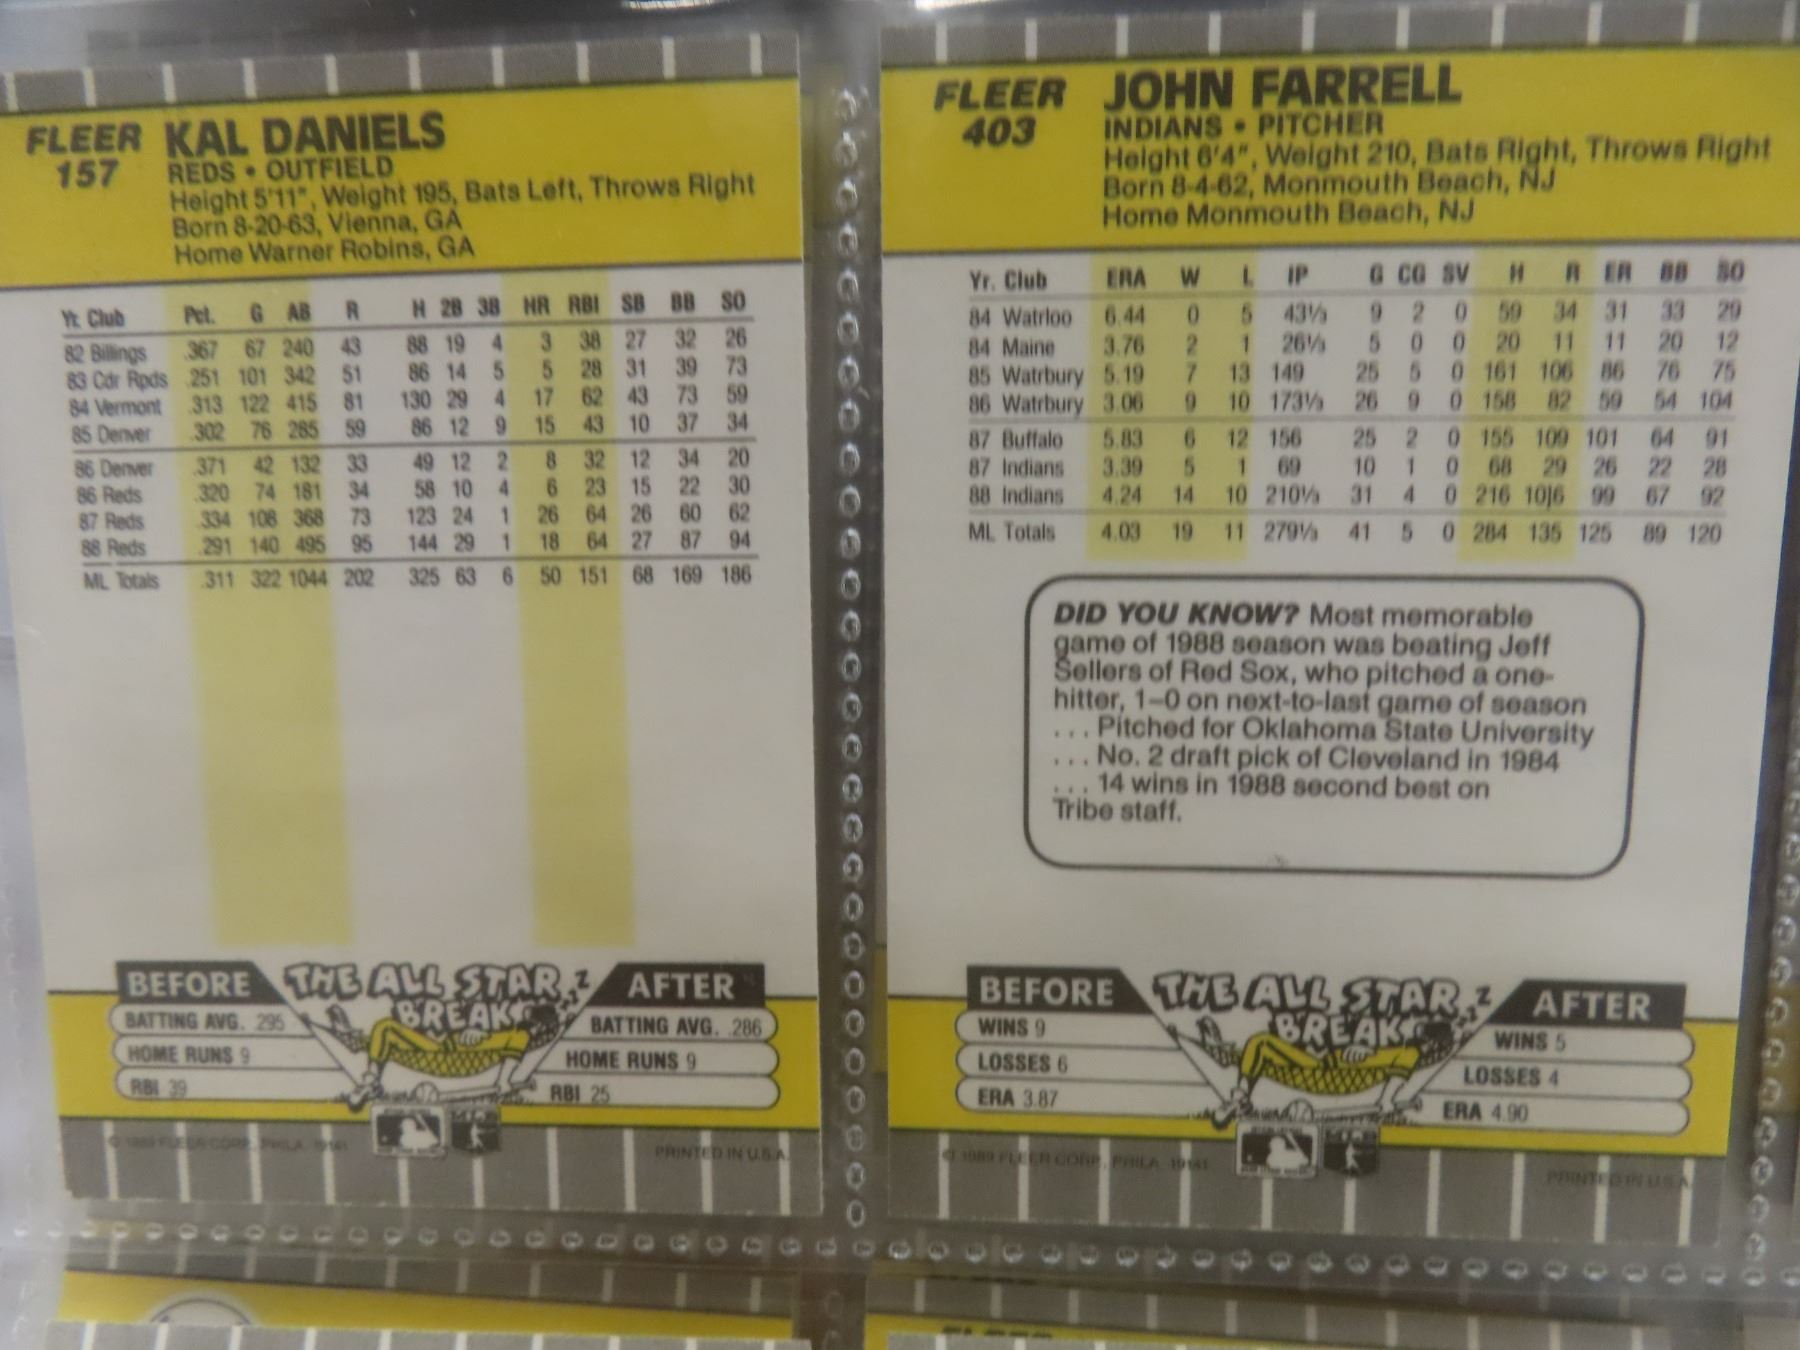 FLEER KAL DANIELS
157 REDS • OUTFIELD
Height 5'11", Weight 195, Bats Left, Throws Right
Born 8-20-63, Vienna, GA
Home Warner Robins, GA
Yr. Club Pct. G AB R H 2B 3B HR RBI SB BB SO
82 Billings .367 67 240 43 88 19 4 3 38 27 32 26
83 Cdr Rpds .251 101 342 51 86 14 5 5 28 31 39 73
84 Vermont .313 122 415 81 130 29 4 17 62 43 73 59
85 Denver .302 76 285 59 86 12 9 15 43 10 37 34
86 Denver .371 42 132 33 49 12 2 8 32 12 34 20
86 Reds .320 74 181 34 58 10 4 6 23 15 22 30
87 Reds .334 108 368 73 123 24 1 26 64 26 60 62
88 Reds .291 140 495 95 144 29 1 18 64 27 87 94
ML Totals .311 322 1044 202 325 63 6 50 151 68 169 186
BEFORE THE ALL STAR BREAK AFTER
BATTING AVG. .295 BATTING AVG. .286
HOME RUNS 9 HOME RUNS 9
RBI 39 RBI 25
© 1989 FLEER CORP., PHILA. 19141 PRINTED IN U.S.A.
FLEER JOHN FARRELL
403 INDIANS • PITCHER
Height 6'4", Weight 210, Bats Right, Throws Right
Born 8-4-62, Monmouth Beach, NJ
Home Monmouth Beach, NJ
Yr. Club ERA W L IP G CG SV H R ER BB SO
84 Watrloo 6.44 0 5 43⅓ 9 2 0 59 34 31 33 29
84 Maine 3.76 2 1 26⅓ 5 0 0 20 11 11 20 12
85 Watrbury 5.19 7 13 149 25 5 0 161 106 86 76 75
86 Watrbury 3.06 9 10 173⅓ 26 9 0 158 82 59 54 104
87 Buffalo 5.83 6 12 156 25 2 0 155 109 101 64 91
87 Indians 3.39 5 1 69 10 1 0 68 29 26 22 28
88 Indians 4.24 14 10 210⅓ 31 4 0 216 106 99 67 92
ML Totals 4.03 19 11 279⅓ 41 5 0 284 135 125 89 120
DID YOU KNOW? Most memorable
game of 1988 season was beating Jeff
Sellers of Red Sox, who pitched a one-
hitter, 1–0 on next-to-last game of season
... Pitched for Oklahoma State University
... No. 2 draft pick of Cleveland in 1984
... 14 wins in 1988 second best on
Tribe staff.
BEFORE THE ALL STAR BREAK AFTER
WINS 9 WINS 5
LOSSES 6 LOSSES 4
ERA 3.87 ERA 4.90
© 1989 FLEER CORP., PHILA. 19141 PRINTED IN U.S.A.